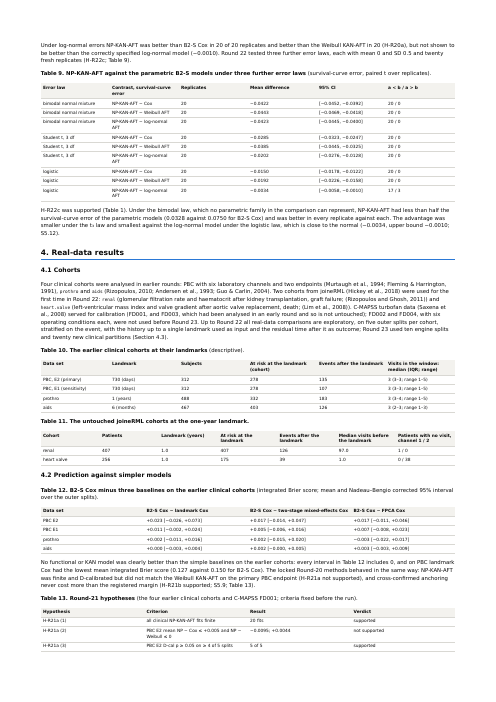 Under log-normal errors NP-KAN-AFT was better than B2-S Cox in 20 of 20 replicates and better than the Weibull KAN-AFT in 20 (H-R20a), but not shown to
be better than the correctly specified log-normal model (−0.0010). Round 22 tested three further error laws, each with mean 0 and SD 0.5 and twenty
fresh replicates (H-R22c; Table 9).
Table 9. NP-KAN-AFT against the parametric B2-S models under three further error laws (survival-curve error, paired t over replicates).
Error law Contrast, survival-curve error Replicates Mean difference 95% CI a < b / a > b
bimodal normal mixture NP-KAN-AFT − Cox 20 −0.0422 [−0.0452, −0.0392] 20 / 0
bimodal normal mixture NP-KAN-AFT − Weibull AFT 20 −0.0443 [−0.0468, −0.0418] 20 / 0
bimodal normal mixture NP-KAN-AFT − log-normal AFT 20 −0.0423 [−0.0445, −0.0400] 20 / 0
Student t, 3 df NP-KAN-AFT − Cox 20 −0.0285 [−0.0323, −0.0247] 20 / 0
Student t, 3 df NP-KAN-AFT − Weibull AFT 20 −0.0385 [−0.0445, −0.0325] 20 / 0
Student t, 3 df NP-KAN-AFT − log-normal AFT 20 −0.0202 [−0.0276, −0.0128] 20 / 0
logistic NP-KAN-AFT − Cox 20 −0.0150 [−0.0178, −0.0122] 20 / 0
logistic NP-KAN-AFT − Weibull AFT 20 −0.0192 [−0.0226, −0.0158] 20 / 0
logistic NP-KAN-AFT − log-normal AFT 20 −0.0034 [−0.0058, −0.0010] 17 / 3
H-R22c was supported (Table 1). Under the bimodal law, which no parametric family in the comparison can represent, NP-KAN-AFT had less than half the
survival-curve error of the parametric models (0.0328 against 0.0750 for B2-S Cox) and was better in every replicate against each. The advantage was
smaller under the t₃ law and smallest against the log-normal model under the logistic law, which is close to the normal (−0.0034, upper bound −0.0010;
S5.12).
4. Real-data results
4.1 Cohorts
Four clinical cohorts were analysed in earlier rounds: PBC with six laboratory channels and two endpoints (Murtaugh et al., 1994; Fleming & Harrington,
1991), prothro and aids (Rizopoulos, 2010; Andersen et al., 1993; Guo & Carlin, 2004). Two cohorts from joineRML (Hickey et al., 2018) were used for the
first time in Round 22: renal (glomerular filtration rate and haematocrit after kidney transplantation, graft failure; (Rizopoulos & Ghosh, 2011)) and
heart.valve (left-ventricular mass index and valve gradient after aortic valve replacement, death; (Lim et al., 2008)). C-MAPSS turbofan data (Saxena et
al., 2008) served for calibration (FD001 and FD003, which had been analysed in an early round and so is not untouched); FD002 and FD004, with six
operating conditions each, were not used before Round 23. Up to Round 22 all real-data comparisons are exploratory, on five outer splits per cohort,
stratified on the event, with the history up to a single landmark used as input and the residual time after it as outcome; Round 23 used ten engine splits
and twenty new clinical partitions (Section 4.3).
Table 10. The earlier clinical cohorts at their landmarks (descriptive).
Data set Landmark Subjects At risk at the landmark (cohort) Events after the landmark Visits in the window: median (IQR; range)
PBC, E2 (primary) 730 (days) 312 278 135 3 (3–3; range 1–5)
PBC, E1 (sensitivity) 730 (days) 312 278 107 3 (3–3; range 1–5)
prothro 1 (years) 488 332 183 3 (3–4; range 1–5)
aids 6 (months) 467 403 126 3 (2–3; range 1–3)
Table 11. The untouched joineRML cohorts at the one-year landmark.
Cohort Patients Landmark (years) At risk at the landmark Events after the landmark Median visits before the landmark Patients with no visit, channel 1 / 2
renal 407 1.0 407 126 97.0 1 / 0
heart valve 256 1.0 175 39 1.0 0 / 38
4.2 Prediction against simpler models
Table 12. B2-S Cox minus three baselines on the earlier clinical cohorts (integrated Brier score; mean and Nadeau-Bengio corrected 95% interval
over the outer splits).
Data set B2-S Cox − landmark Cox B2-S Cox − two-stage mixed-effects Cox B2-S Cox − FPCA Cox
PBC E2 +0.023 [−0.026, +0.073] +0.017 [−0.014, +0.047] +0.017 [−0.011, +0.046]
PBC E1 +0.011 [−0.002, +0.024] +0.005 [−0.006, +0.016] +0.007 [−0.008, +0.023]
prothro +0.002 [−0.011, +0.016] +0.002 [−0.015, +0.020] −0.003 [−0.022, +0.017]
aids +0.000 [−0.003, +0.004] +0.002 [−0.000, +0.005] +0.003 [−0.003, +0.009]
No functional or KAN model was clearly better than the simple baselines on the earlier cohorts: every interval in Table 12 includes 0, and on PBC landmark
Cox had the lowest mean integrated Brier score (0.127 against 0.150 for B2-S Cox). The locked Round-20 methods behaved in the same way: NP-KAN-AFT
was finite and D-calibrated but did not match the Weibull KAN-AFT on the primary PBC endpoint (H-R21a not supported), and cross-confirmed anchoring
never cost more than the registered margin (H-R21b supported; S5.9; Table 13).
Table 13. Round-21 hypotheses (the four earlier clinical cohorts and C-MAPSS FD001; criteria fixed before the run).
Hypothesis Criterion Result Verdict
H-R21a (1) all clinical NP-KAN-AFT fits finite 20 fits supported
H-R21a (2) PBC E2 mean NP − Cox ≤ +0.005 and NP − Weibull ≤ 0 −0.0095; +0.0044 not supported
H-R21a (3) PBC E2 D-cal p ≥ 0.05 on ≥ 4 of 5 splits 5 of 5 supported